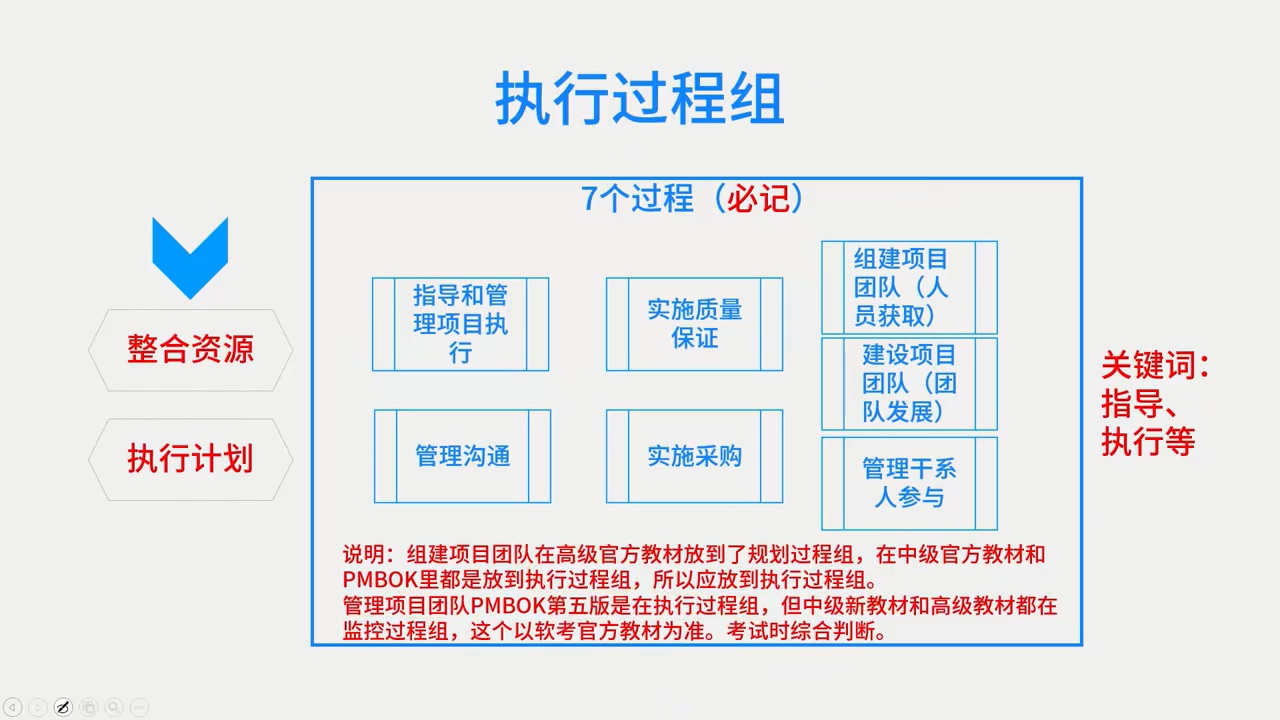 执行过程组
7个过程（必记）
整合资源
执行计划
指导和管
理项目执
行
实施质量
保证
组建项目
团队（人
员获取）
建设项目
团队（团
队发展）
管理沟通
实施采购
管理干系
人参与
关键词：
指导、
执行等
说明：组建项目团队在高级官方教材放到了规划过程组，在中级官方教材和
PMBOK里都是放到执行过程组，所以应放到执行过程组。
管理项目团队PMBOK第五版是在执行过程组，但中级新教材和高级教材都在
监控过程组，这个以软考官方教材为准。考试时综合判断。